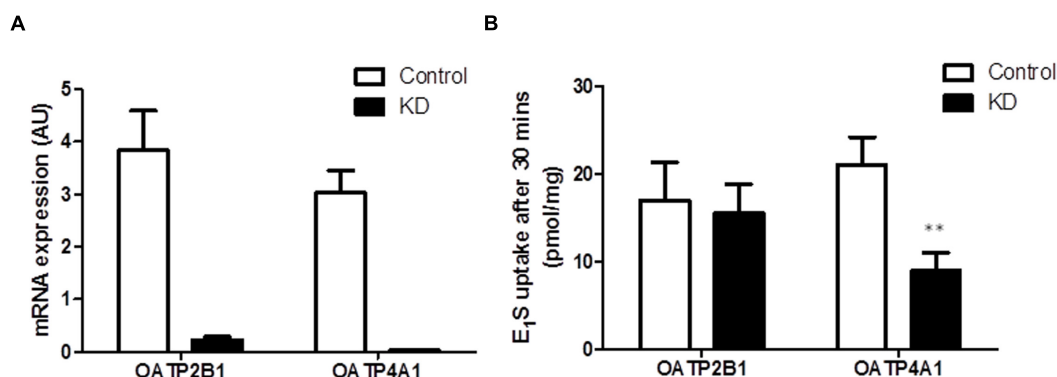 A
mRNA expression (AU)
5
4
3
2
1
0
Control
KD
OATP2B1
OATP4A1
B
E₁S uptake after 30 mins
(pmol/mg)
30
20
10
0
Control
KD
**
OATP2B1
OATP4A1